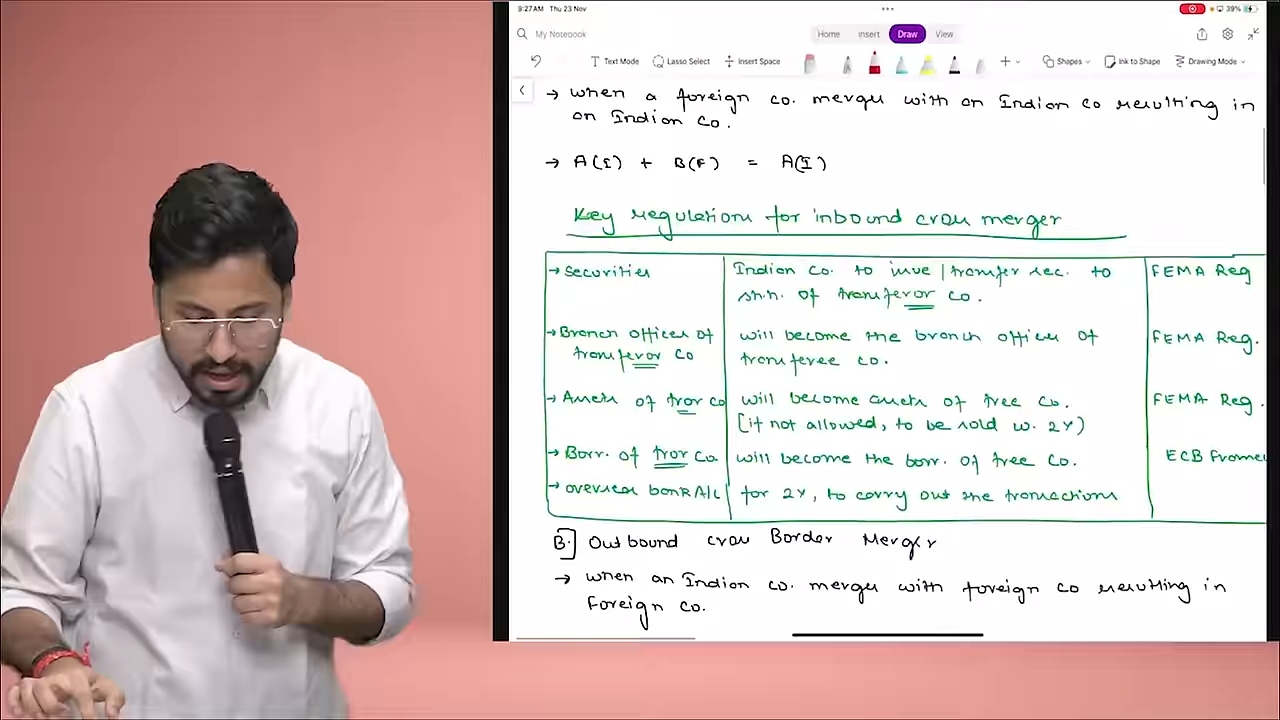 9:27AM Thu 23 Nov
39%
My Notebook
Home Insert Draw View
Text Mode Lasso Select Insert Space Shapes Ink to Shape Drawing Mode
→ when a foreign co. merges with an Indian Co resulting in
an Indian Co.
→ A(I) + B(F) = A(I)
Key regulations for inbound cross merger
→ Securities Indian Co. to issue / transfer sec. to FEMA Reg
sh.h. of transferor co.
→ Branch offices of will become the branch offices of FEMA Reg.
transferor Co transferee co.
→ Assets of tror co will become assets of tree Co. FEMA Reg.
[if not allowed, to be sold w. 2Y)
→ Borr. of tror Co. will become the borr. of tree Co. ECB Framew
→ overseas bank A/c for 2Y, to carry out the transactions
B.] Outbound cross Border Merger
→ when an Indian co. merges with foreign co resulting in
Foreign Co.